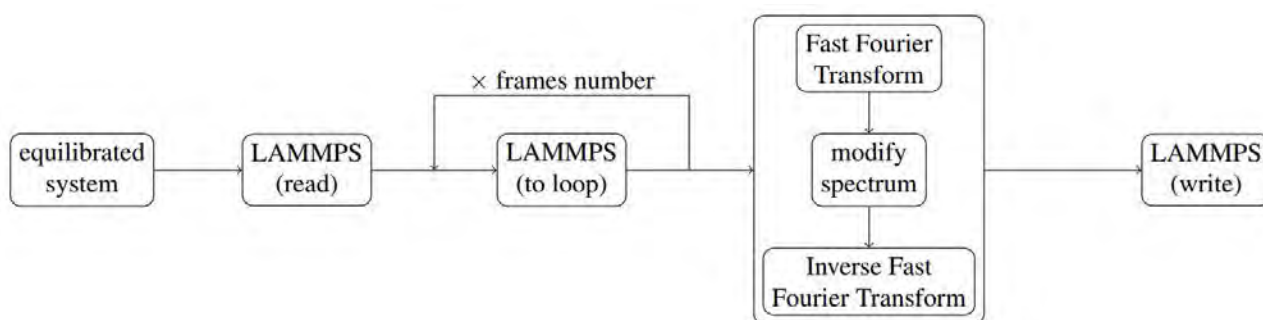 equilibrated
system
LAMMPS
(read)
× frames number
LAMMPS
(to loop)
Fast Fourier
Transform
modify
spectrum
Inverse Fast
Fourier Transform
LAMMPS
(write)